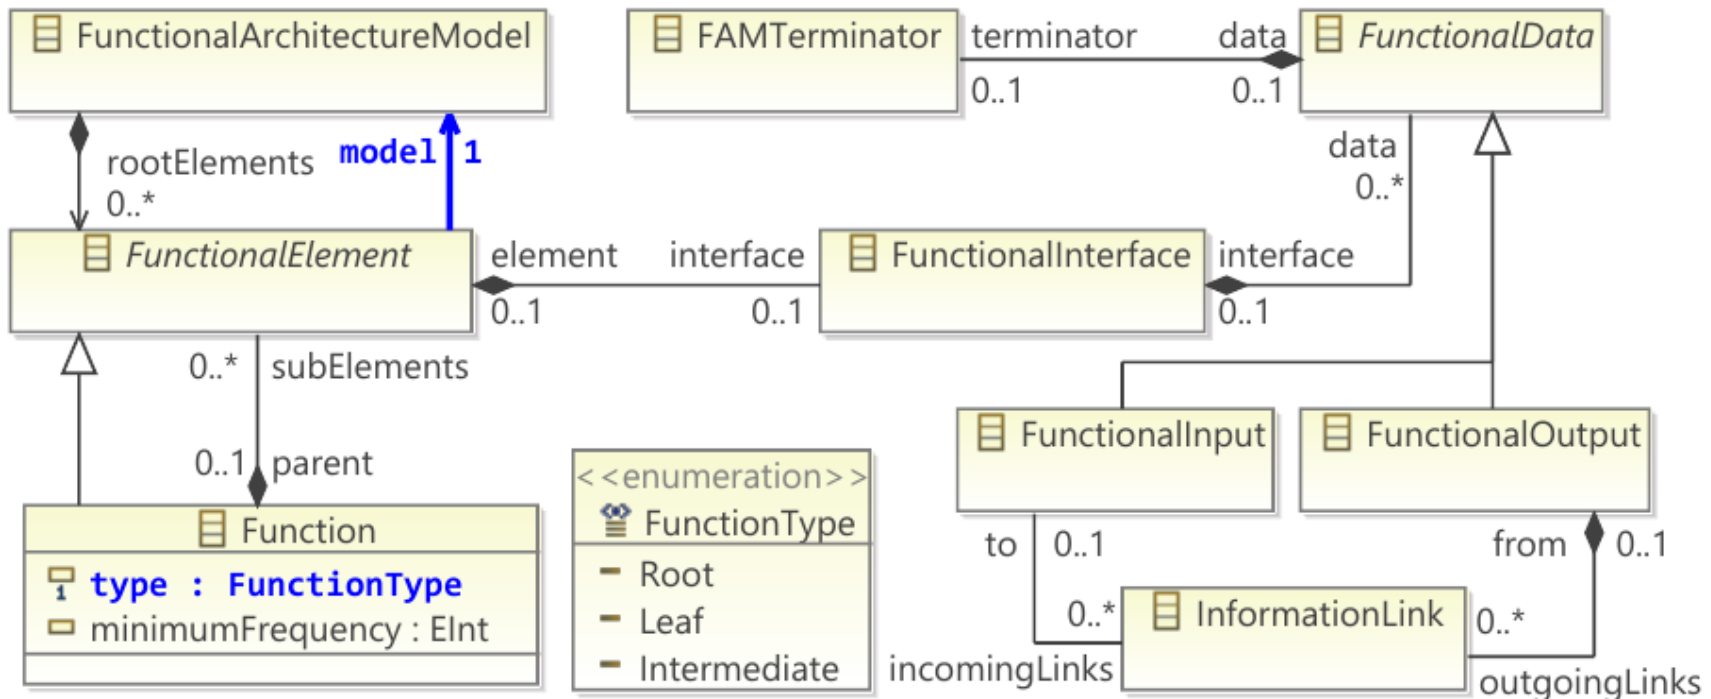 FunctionalArchitectureModel
FAMTerminator
terminator
data
FunctionalData
0..1
0..1
rootElements
0..*
model 1
data
0..*
FunctionalElement
element
interface
FunctionalInterface
interface
0..1
0..1
0..1
0..* subElements
0..1 parent
FunctionalInput
FunctionalOutput
Function
type : FunctionType
minimumFrequency : EInt
<<enumeration>>
FunctionType
Root
Leaf
Intermediate
to 0..1
from 0..1
0..*
InformationLink
0..*
incomingLinks
outgoingLinks